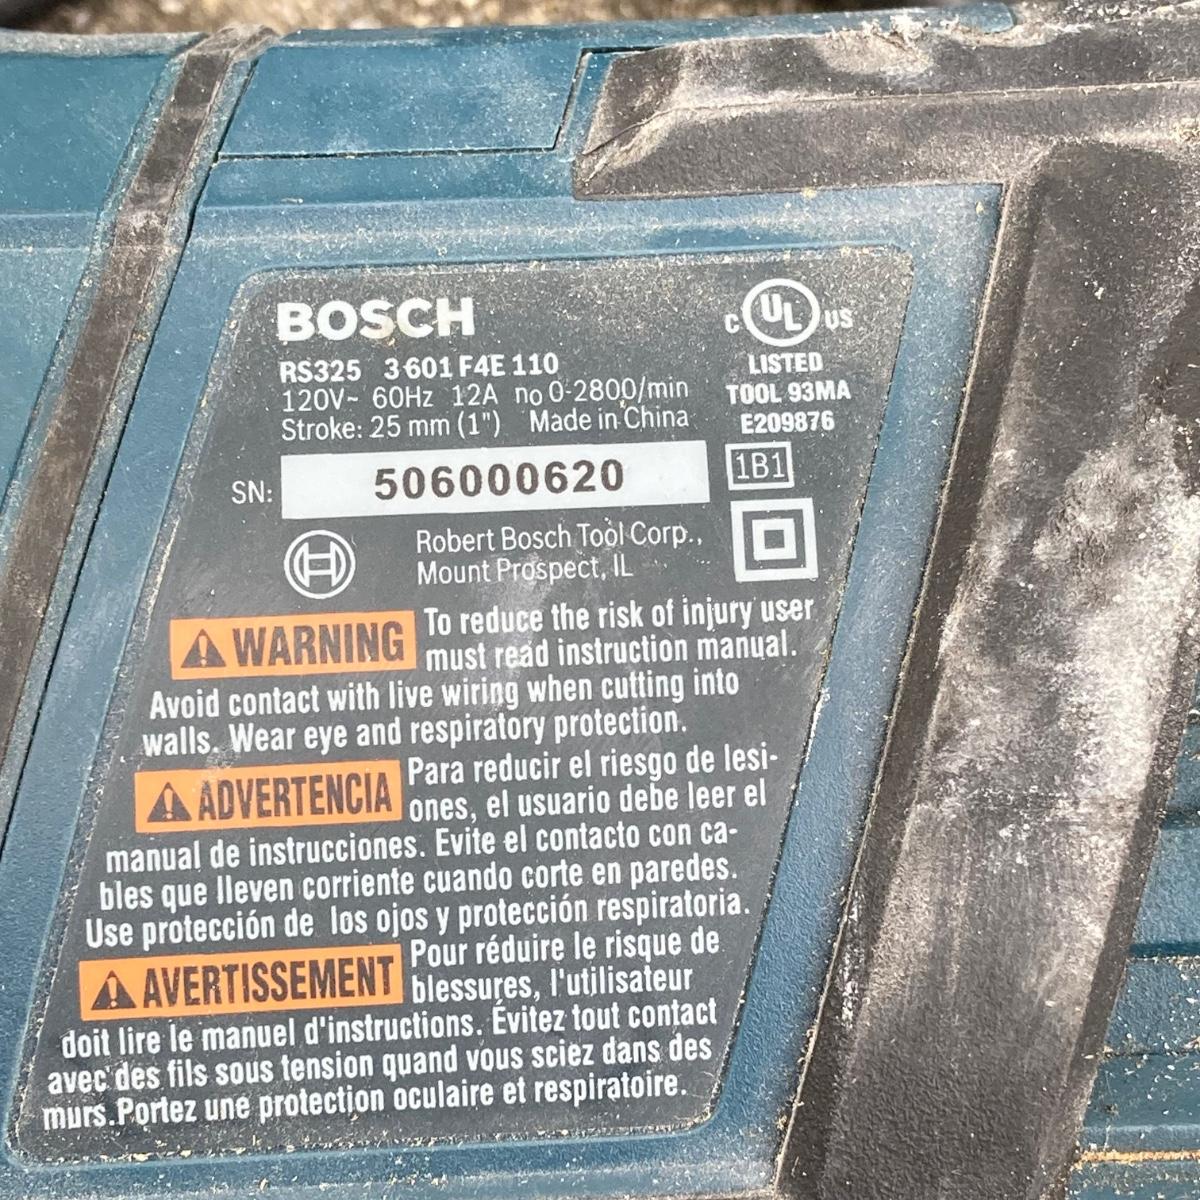 BOSCH
RS325 3 601 F4E 110
120V~ 60Hz 12A no 0-2800/min
Stroke: 25 mm (1") Made in China
C UL US
LISTED
TOOL 93MA
E209876
SN: 506000620
1B1
Robert Bosch Tool Corp.,
Mount Prospect, IL
WARNING To reduce the risk of injury user
must read instruction manual.
Avoid contact with live wiring when cutting into
walls. Wear eye and respiratory protection.
ADVERTENCIA Para reducir el riesgo de lesi-
ones, el usuario debe leer el
manual de instrucciones. Evite el contacto con ca-
bles que lleven corriente cuando corte en paredes.
Use protección de los ojos y protección respiratoria.
AVERTISSEMENT Pour réduire le risque de
blessures, l'utilisateur
doit lire le manuel d'instructions. Évitez tout contact
avec des fils sous tension quand vous sciez dans des
murs.Portez une protection oculaire et respiratoire.